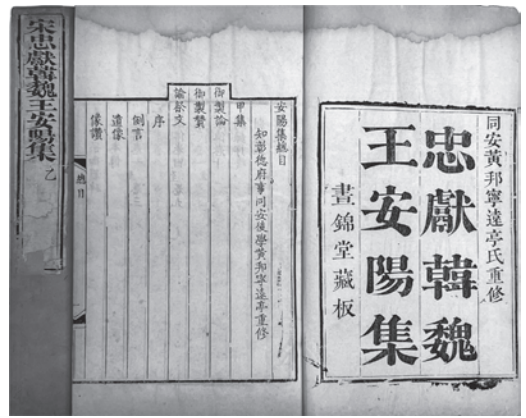 同安黃邦寧遠亭氏重修
忠獻韓魏
王安陽集
晝錦堂藏板
安陽集總目
知彰德府事同安後學黃邦寧遠亭重修
甲集
御製論
御製贊
諭祭文
序
例言
遺像
像讚
總目
宋忠獻韓魏王安陽集
乙